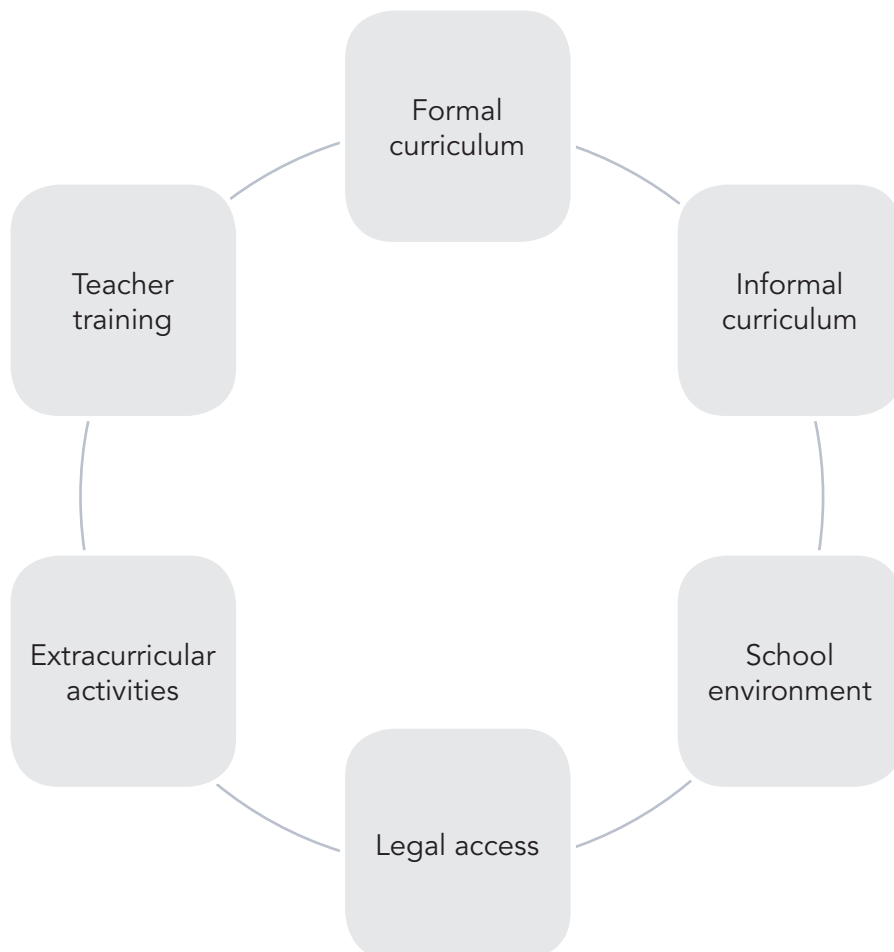 Formal
curriculum
Informal
curriculum
School
environment
Legal access
Extracurricular
activities
Teacher
training